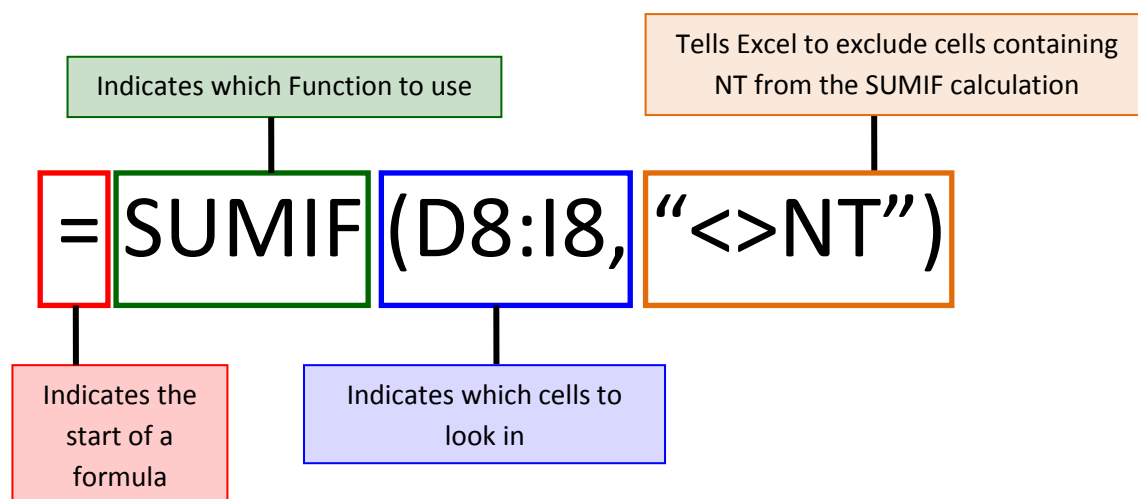 Tells Excel to exclude cells containing
NT from the SUMIF calculation
Indicates which Function to use
=SUMIF(D8:I8, “<>NT”)
Indicates the
start of a
formula
Indicates which cells to
look in